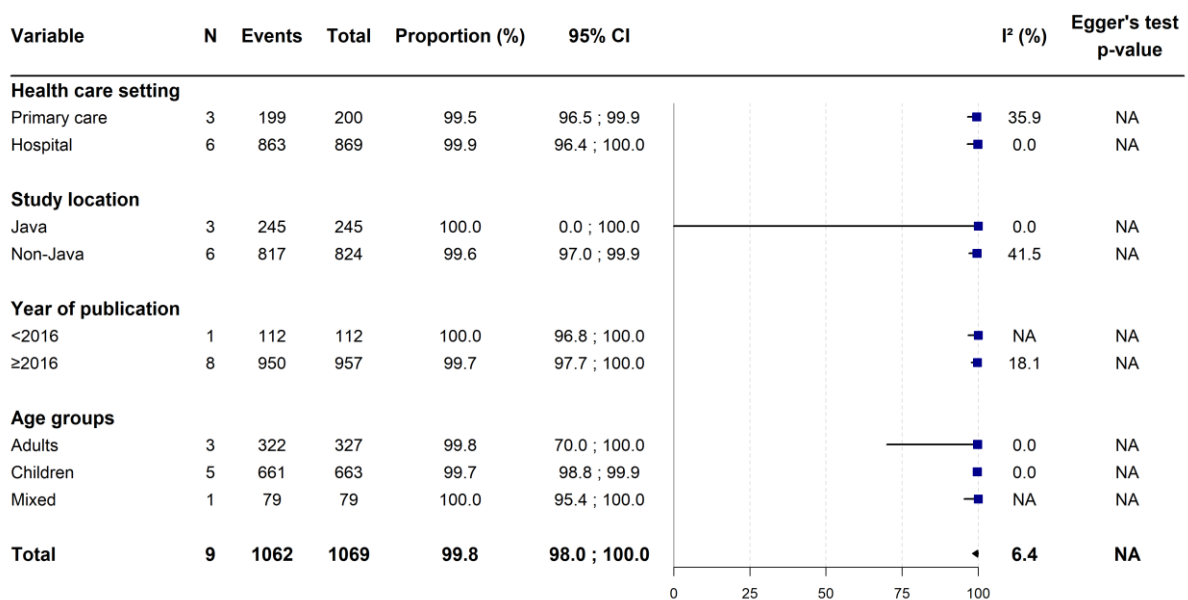 Variable N Events Total Proportion (%) 95% CI I² (%) Egger's test p-value
Health care setting
Primary care 3 199 200 99.5 96.5 ; 99.9 35.9 NA
Hospital 6 863 869 99.9 96.4 ; 100.0 0.0 NA
Study location
Java 3 245 245 100.0 0.0 ; 100.0 0.0 NA
Non-Java 6 817 824 99.6 97.0 ; 99.9 41.5 NA
Year of publication
<2016 1 112 112 100.0 96.8 ; 100.0 NA NA
≥2016 8 950 957 99.7 97.7 ; 100.0 18.1 NA
Age groups
Adults 3 322 327 99.8 70.0 ; 100.0 0.0 NA
Children 5 661 663 99.7 98.8 ; 99.9 0.0 NA
Mixed 1 79 79 100.0 95.4 ; 100.0 NA NA
Total 9 1062 1069 99.8 98.0 ; 100.0 6.4 NA
0 25 50 75 100